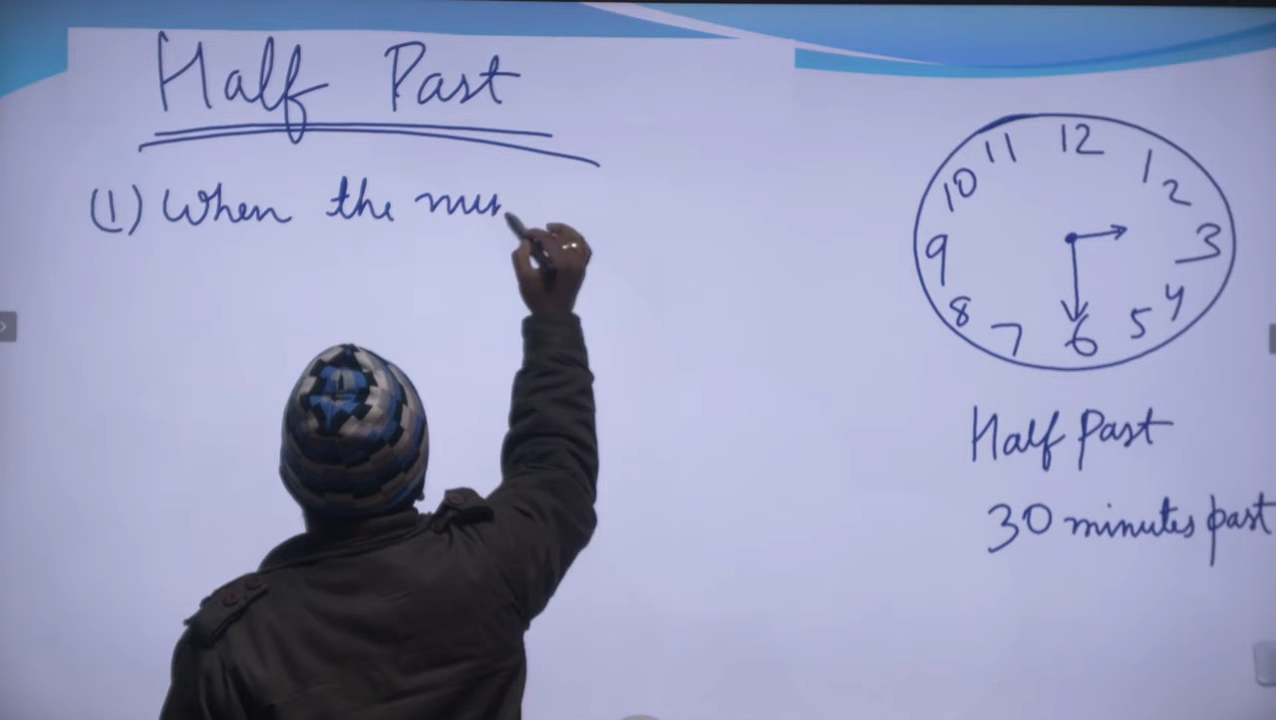 Half Past
(1) When the
11 12 1
10 2
9 3
8 4
7 6 5
Half Past
30 minutes past